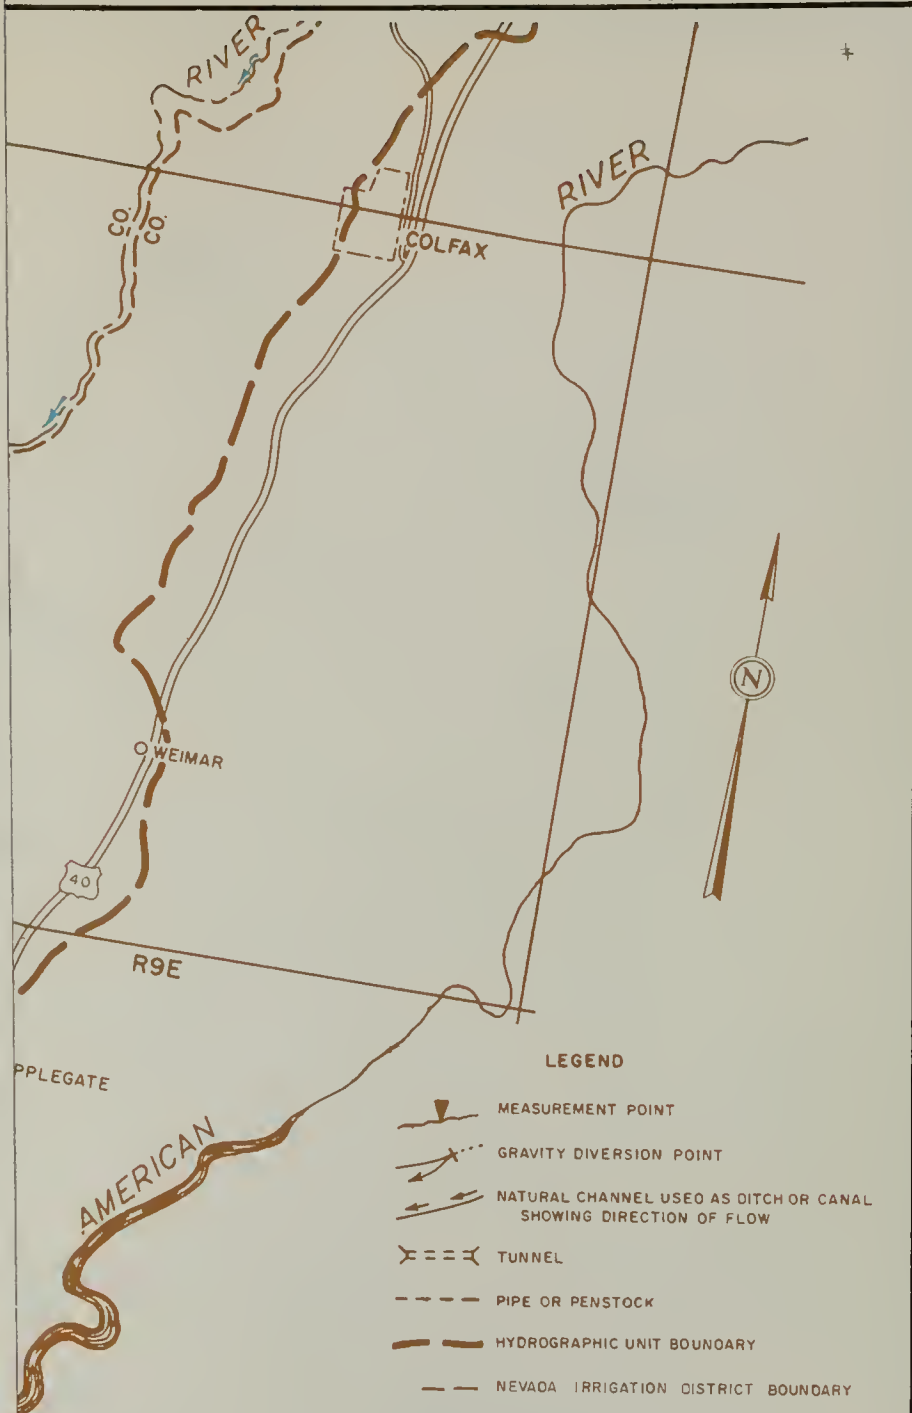 RIVER
RIVER
CO.
CO.
COLFAX
N
WEIMAR
40
R9E
PPLEGATE
AMERICAN
LEGEND
MEASUREMENT POINT
GRAVITY DIVERSION POINT
NATURAL CHANNEL USED AS DITCH OR CANAL
SHOWING DIRECTION OF FLOW
TUNNEL
PIPE OR PENSTOCK
HYDROGRAPHIC UNIT BOUNDARY
NEVADA IRRIGATION DISTRICT BOUNDARY